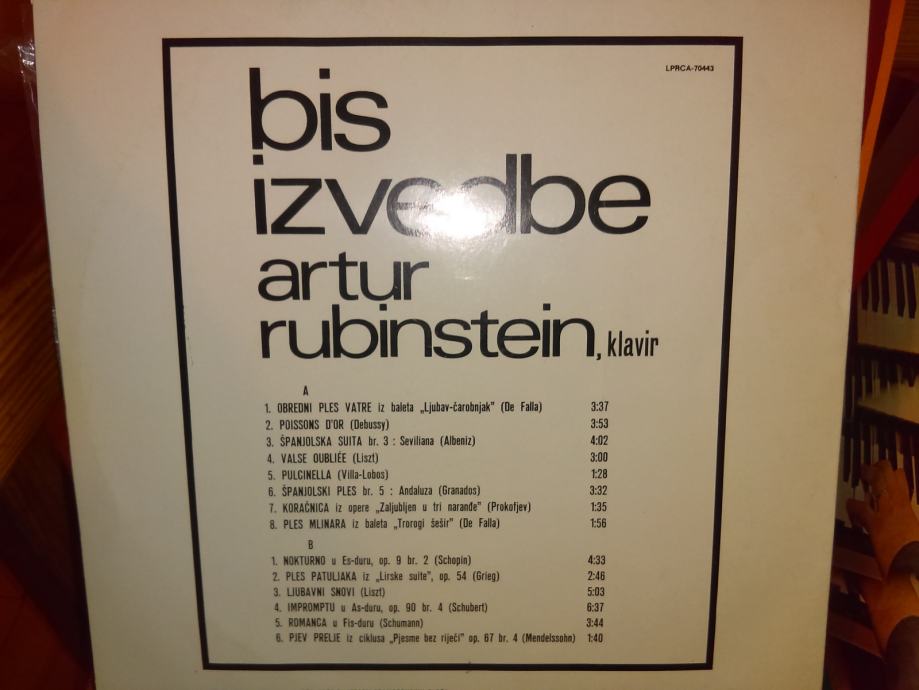 LPRCA-70443
bis
izvedbe
artur
rubinstein, klavir
A
1. OBREDNI PLES VATRE iz baleta „Ljubav-čarobnjak" (De Falla) 3:37
2. POISSONS D'OR (Debussy) 3:53
3. ŠPANJOLSKA SUITA br. 3 : Seviliana (Albeniz) 4:02
4. VALSE OUBLIÉE (Liszt) 3:00
5. PULCINELLA (Villa-Lobos) 1:28
6. ŠPANJOLSKI PLES br. 5 : Andaluza (Granados) 3:32
7. KORAČNICA iz opere „Zaljubljen u tri naranđe" (Prokofjev) 1:35
8. PLES MLINARA iz baleta „Trorogi šešir" (De Falla) 1:56
B
1. NOKTURNO u Es-duru, op. 9 br. 2 (Schopin) 4:33
2. PLES PATULJAKA iz „Lirske suite", op. 54 (Grieg) 2:46
3. LJUBAVNI SNOVI (Liszt) 5:03
4. IMPROMPTU u As-duru, op. 90 br. 4 (Schubert) 6:37
5. ROMANCA u Fis-duru (Schumann) 3:44
6. PJEV PRELJE iz ciklusa „Pjesme bez riječi" op. 67 br. 4 (Mendelssohn) 1:40